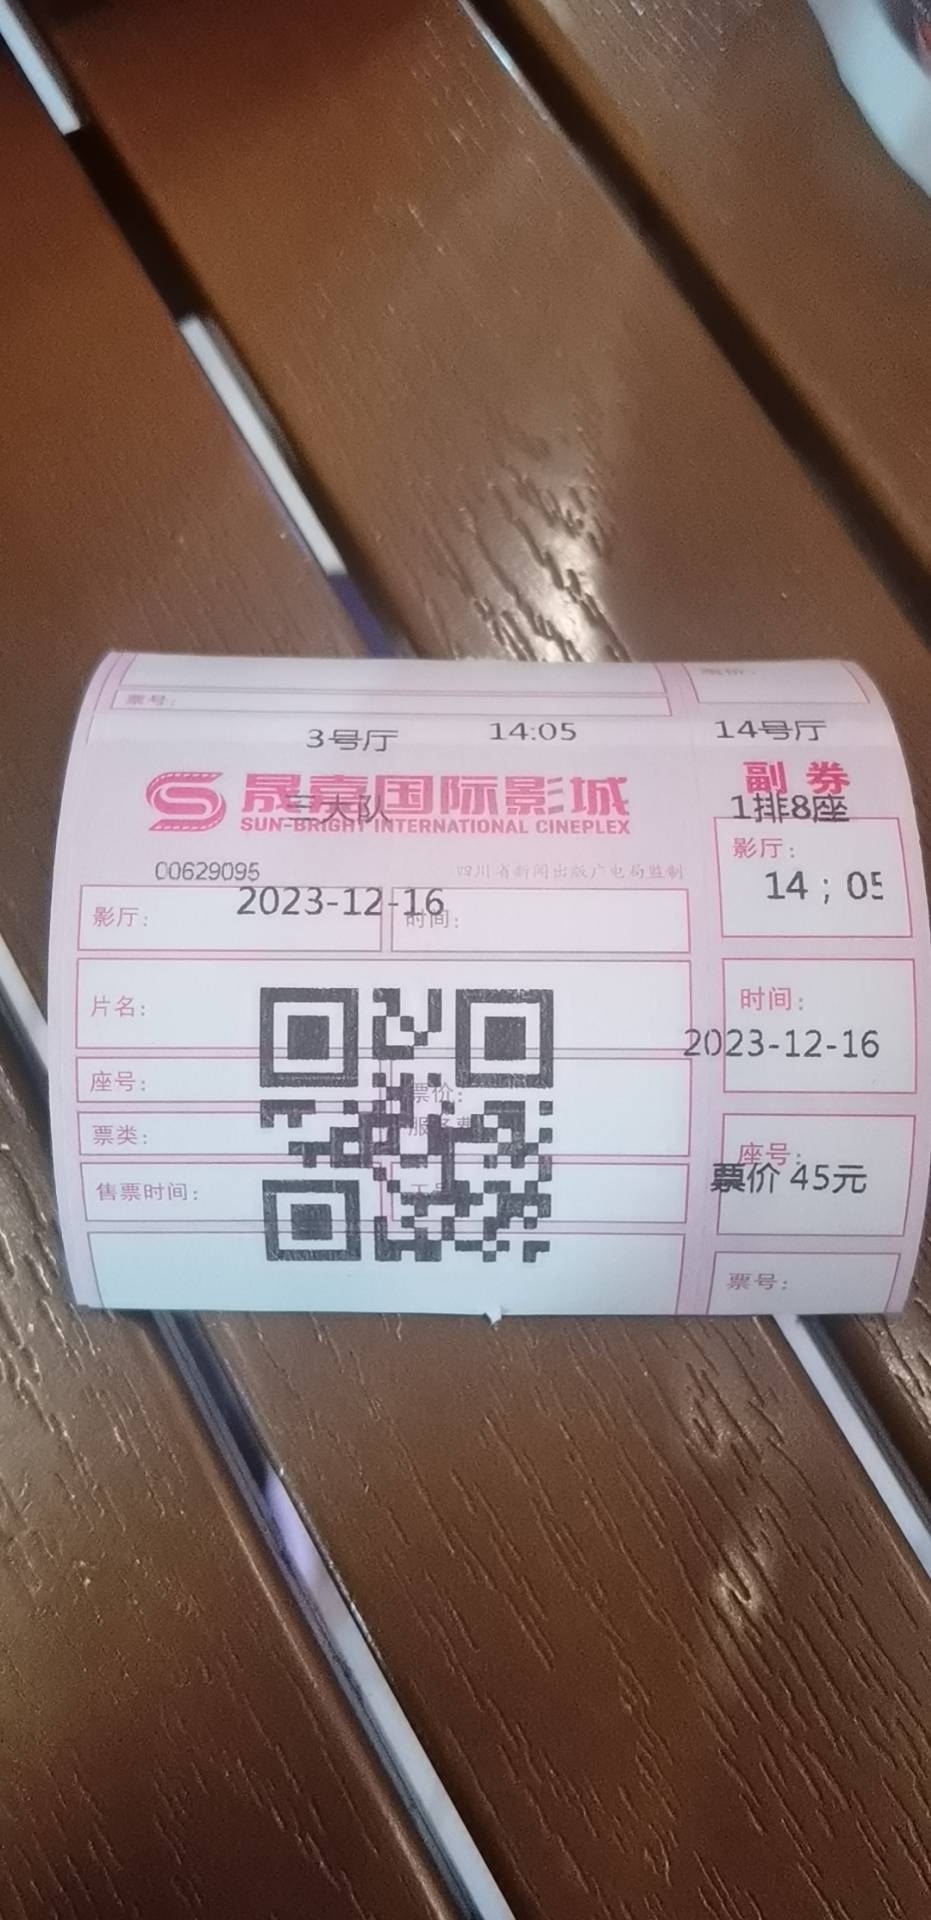 票号：
3号厅 14:05 14号厅
晟嘉国际影城 副券
三大队 1排8座
SUN-BRIGHT INTERNATIONAL CINEPLEX
影厅：
00629095 四川省新闻出版广电局监制
14；05
2023-12-16
影厅： 时间：
片名： 时间：
2023-12-16
座号： 票价：
票类： 服务费
座号：
票价 45元
售票时间：
票号：